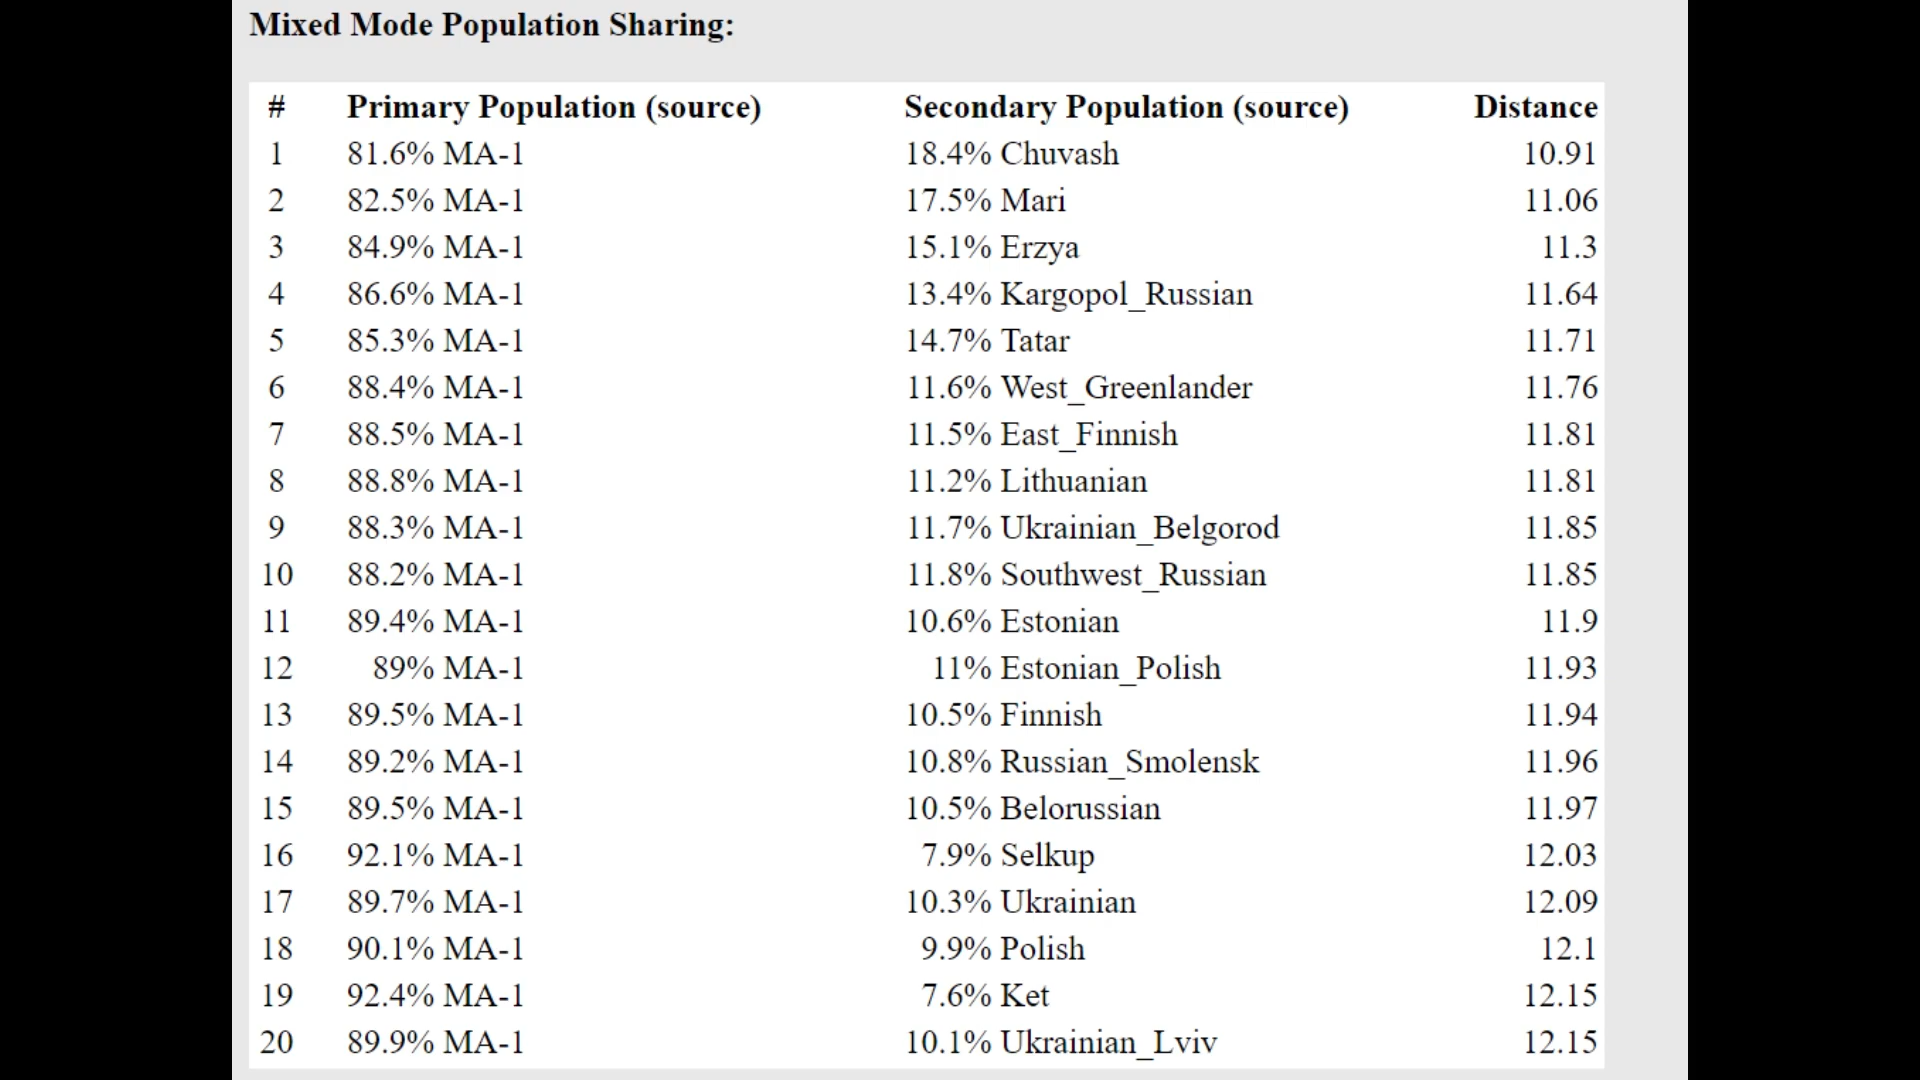 Mixed Mode Population Sharing:
# Primary Population (source) Secondary Population (source) Distance
1 81.6% MA-1 18.4% Chuvash 10.91
2 82.5% MA-1 17.5% Mari 11.06
3 84.9% MA-1 15.1% Erzya 11.3
4 86.6% MA-1 13.4% Kargopol_Russian 11.64
5 85.3% MA-1 14.7% Tatar 11.71
6 88.4% MA-1 11.6% West_Greenlander 11.76
7 88.5% MA-1 11.5% East_Finnish 11.81
8 88.8% MA-1 11.2% Lithuanian 11.81
9 88.3% MA-1 11.7% Ukrainian_Belgorod 11.85
10 88.2% MA-1 11.8% Southwest_Russian 11.85
11 89.4% MA-1 10.6% Estonian 11.9
12 89% MA-1 11% Estonian_Polish 11.93
13 89.5% MA-1 10.5% Finnish 11.94
14 89.2% MA-1 10.8% Russian_Smolensk 11.96
15 89.5% MA-1 10.5% Belorussian 11.97
16 92.1% MA-1 7.9% Selkup 12.03
17 89.7% MA-1 10.3% Ukrainian 12.09
18 90.1% MA-1 9.9% Polish 12.1
19 92.4% MA-1 7.6% Ket 12.15
20 89.9% MA-1 10.1% Ukrainian_Lviv 12.15